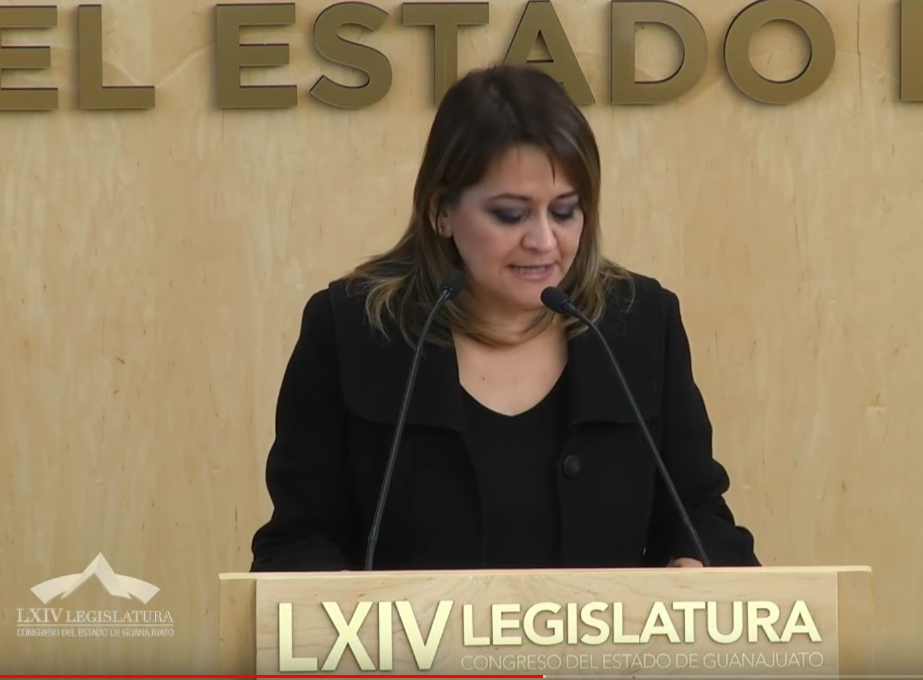 EL ESTADO
LXIV LEGISLATURA
CONGRESO DEL ESTADO DE GUANAJUATO
LXIV LEGISLATURA
CONGRESO DEL ESTADO DE GUANAJUATO